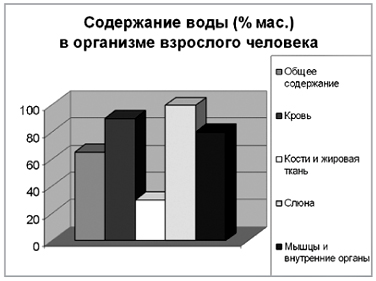 Содержание воды (% мас.)
в организме взрослого человека
100
80
60
40
20
0
Общее
содержание
Кровь
Кости и жировая
ткань
Слюна
Мышцы и
внутренние органы